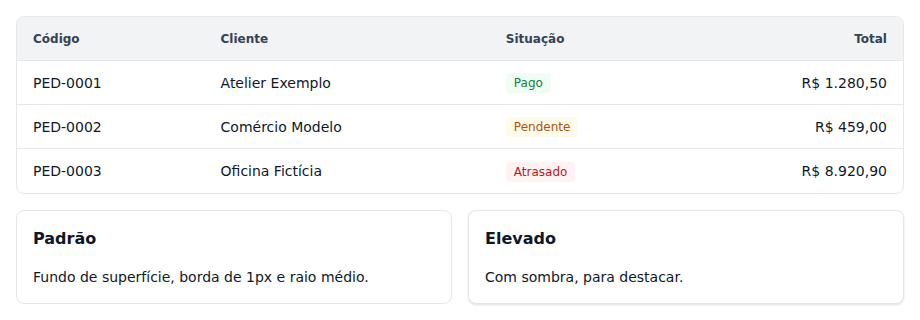 Código Cliente Situação Total
PED-0001 Atelier Exemplo Pago R$ 1.280,50
PED-0002 Comércio Modelo Pendente R$ 459,00
PED-0003 Oficina Fictícia Atrasado R$ 8.920,90
Padrão
Fundo de superfície, borda de 1px e raio médio.
Elevado
Com sombra, para destacar.